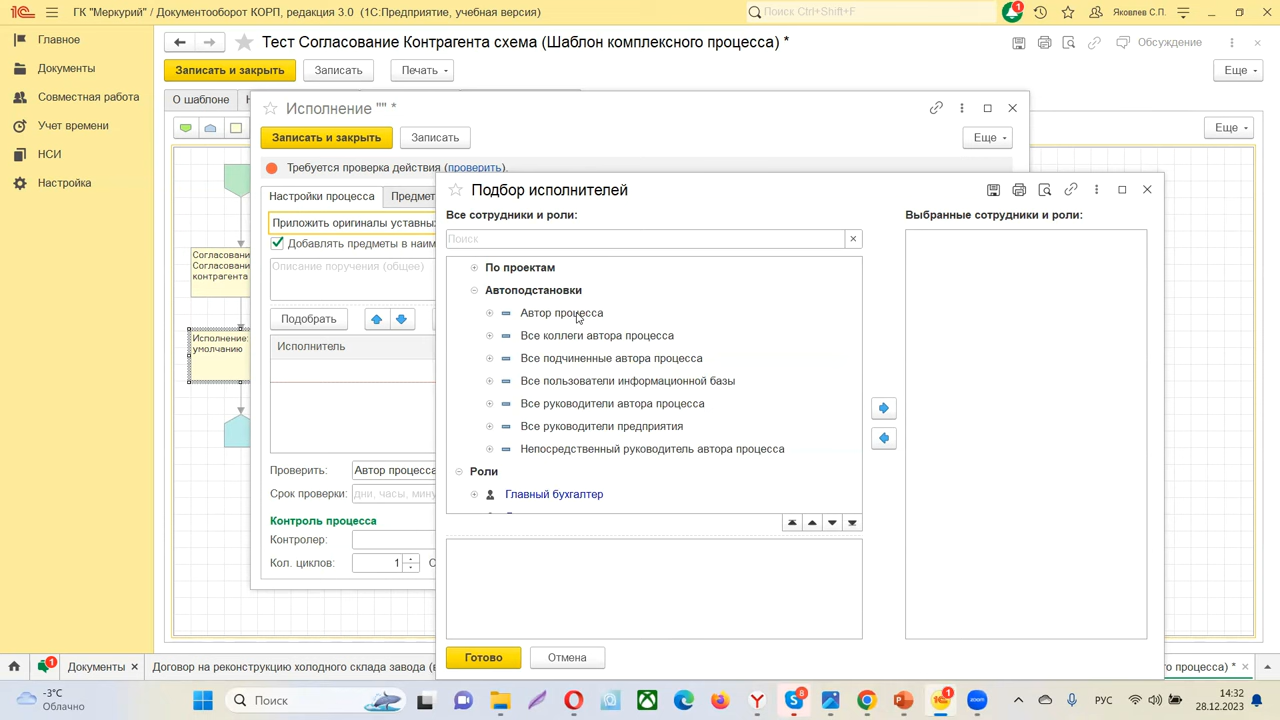 ГК "Меркурий" / Документооборот КОРП, редакция 3.0 (1С:Предприятие, учебная версия)
Поиск Ctrl+Shift+F
1
Яковлев С.П.
Главное
Документы
Совместная работа
Учет времени
НСИ
Настройка
Тест Согласование Контрагента схема (Шаблон комплексного процесса) *
Обсуждение
Записать и закрыть
Записать
Печать
Еще
О шаблоне
Еще
Согласовани
Согласовани
контрагента
Исполнение:
умолчанию
Исполнение "" *
Записать и закрыть
Записать
Еще
Требуется проверка действия (проверить).
Настройки процесса
Предмет
Приложить оригиналы уставны
Добавлять предметы в наим
Описание поручения (общее)
Подобрать
Исполнитель
Проверить:
Автор процесса
Срок проверки:
дни, часы, мину
Контроль процесса
Контролер:
Кол. циклов:
1
Подбор исполнителей
Все сотрудники и роли:
Поиск
По проектам
Автоподстановки
Автор процесса
Все коллеги автора процесса
Все подчиненные автора процесса
Все пользователи информационной базы
Все руководители автора процесса
Все руководители предприятия
Непосредственный руководитель автора процесса
Роли
Главный бухгалтер
Выбранные сотрудники и роли:
Готово
Отмена
1
Документы
Договор на реконструкцию холодного склада завода (в
о процесса) *
-3°C
Облачно
Поиск
8
1
РУС
14:32
28.12.2023